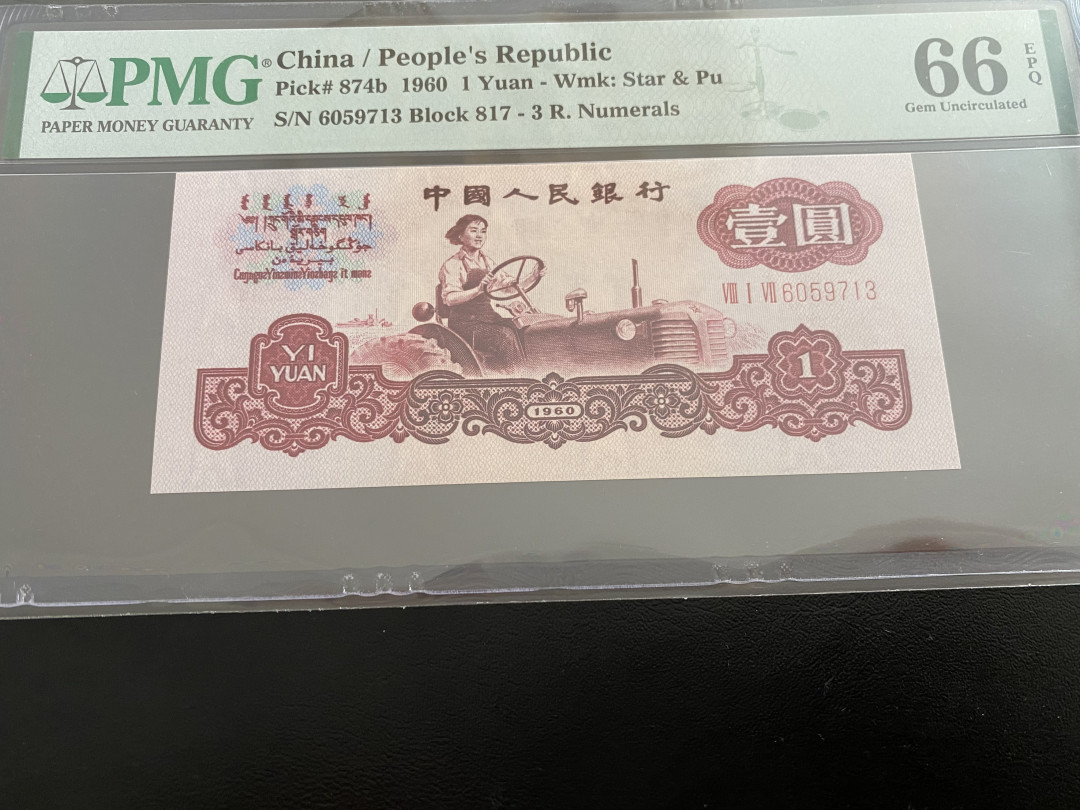 PMG® China / People's Republic
Pick# 874b 1960 1 Yuan - Wmk: Star & Pu
PAPER MONEY GUARANTY S/N 6059713 Block 817 - 3 R. Numerals
66 EPQ
Gem Uncirculated
中國人民銀行
壹圓
VIII I VII 6059713
YI
YUAN
1
1960